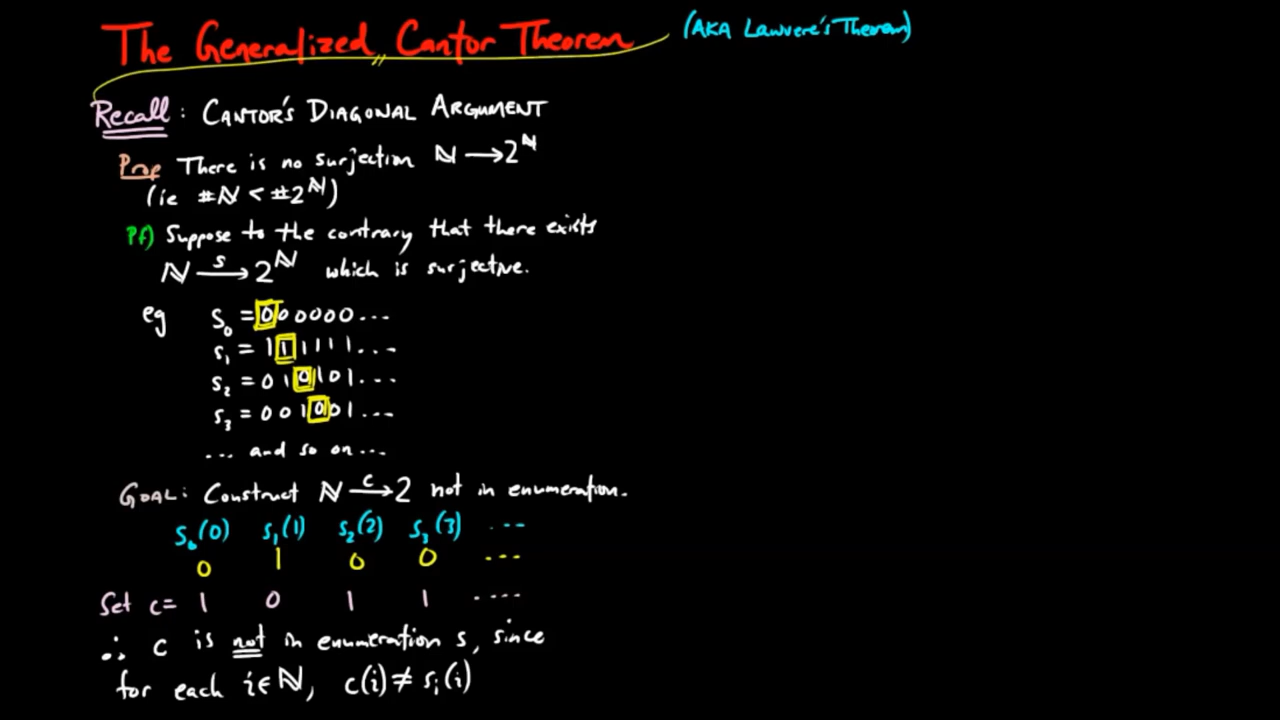 The Generalized Cantor Theorem (AKA Lawvere's Theorem)
Recall: CANTOR'S DIAGONAL ARGUMENT
Prop There is no surjection ℕ → 2^ℕ
(ie #ℕ < #2^ℕ)
Pf) Suppose to the contrary that there exists
ℕ —s→ 2^ℕ which is surjective.
eg S₀ = 000000...
S₁ = 111111...
S₂ = 010101...
S₃ = 001001...
... and so on ...
GOAL: Construct ℕ —c→ 2 not in enumeration.
S₀(0) S₁(1) S₂(2) S₃(3) ...
0 1 0 0 ...
Set c = 1 0 1 1 ....
∴ c is not in enumeration s, since
for each i∈ℕ, c(i) ≠ sᵢ(i)